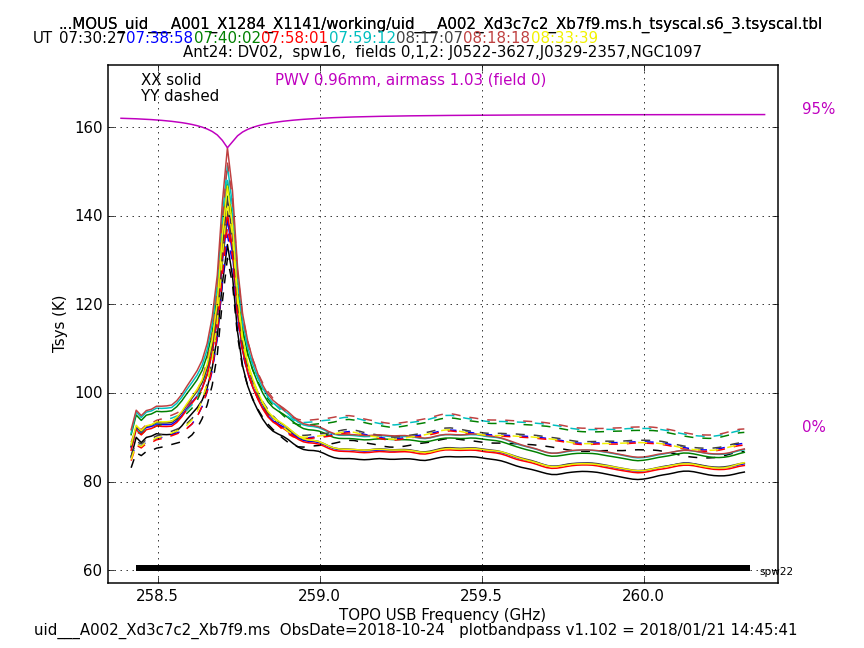 ...MOUS_uid___A001_X1284_X1141/working/uid___A002_Xd3c7c2_Xb7f9.ms.h_tsyscal.s6_3.tsyscal.tbl
UT 07:30:27 07:38:58 07:40:02 07:58:01 07:59:12 08:17:07 08:18:18 08:33:39
Ant24: DV02, spw16, fields 0,1,2: J0522-3627,J0329-2357,NGC1097
XX solid
PWV 0.96mm, airmass 1.03 (field 0)
YY dashed
95%
0%
160
140
120
100
80
60
Tsys (K)
spw22
258.5 259.0 259.5 260.0
TOPO USB Frequency (GHz)
uid___A002_Xd3c7c2_Xb7f9.ms ObsDate=2018-10-24 plotbandpass v1.102 = 2018/01/21 14:45:41